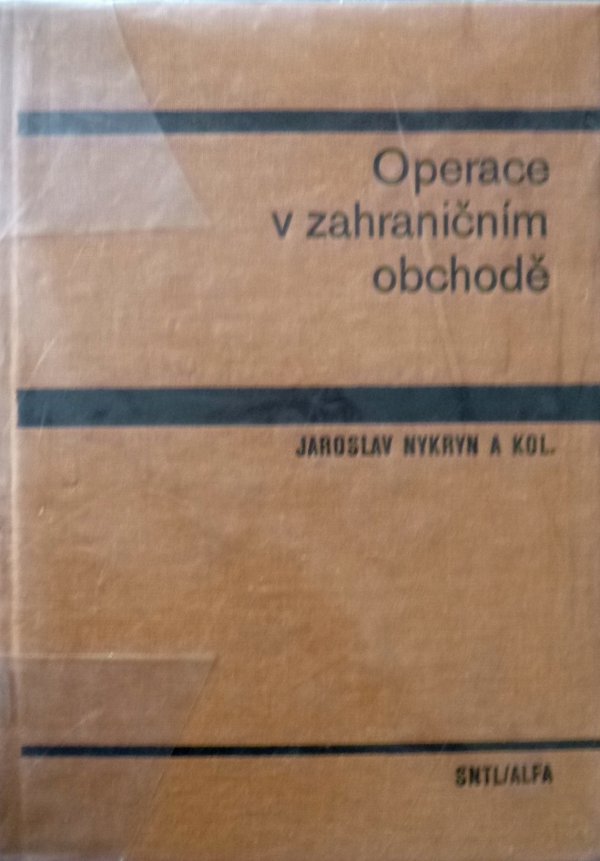 Operace
v zahraničním
obchodě
JAROSLAV NYKRYN A KOL.
SNTL/ALFA